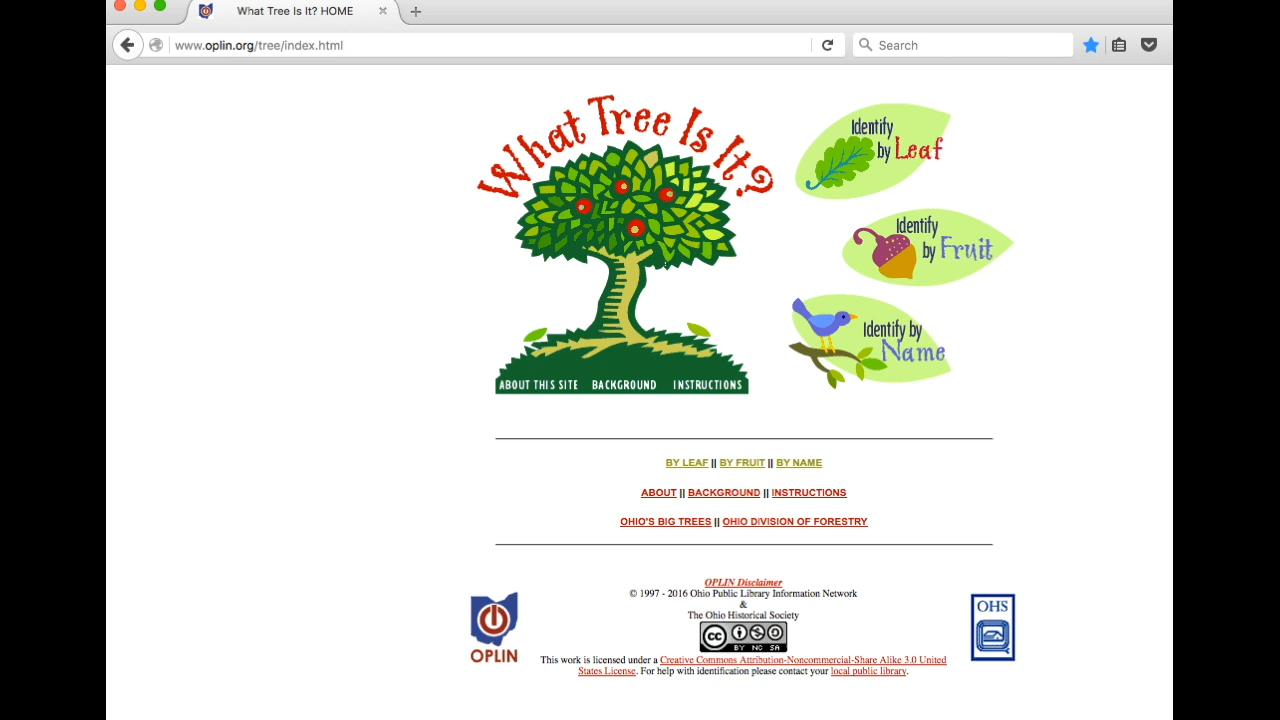 What Tree Is It? HOME
www.oplin.org/tree/index.html
Search
What Tree Is It?
Identify
by Leaf
Identify
by Fruit
Identify by
Name
ABOUT THIS SITE BACKGROUND INSTRUCTIONS
BY LEAF || BY FRUIT || BY NAME
ABOUT || BACKGROUND || INSTRUCTIONS
OHIO'S BIG TREES || OHIO DIVISION OF FORESTRY
OPLIN Disclaimer
© 1997 - 2016 Ohio Public Library Information Network
&
The Ohio Historical Society
cc
BY NC SA
OPLIN
OHS
This work is licensed under a Creative Commons Attribution-Noncommercial-Share Alike 3.0 United
States License. For help with identification please contact your local public library.